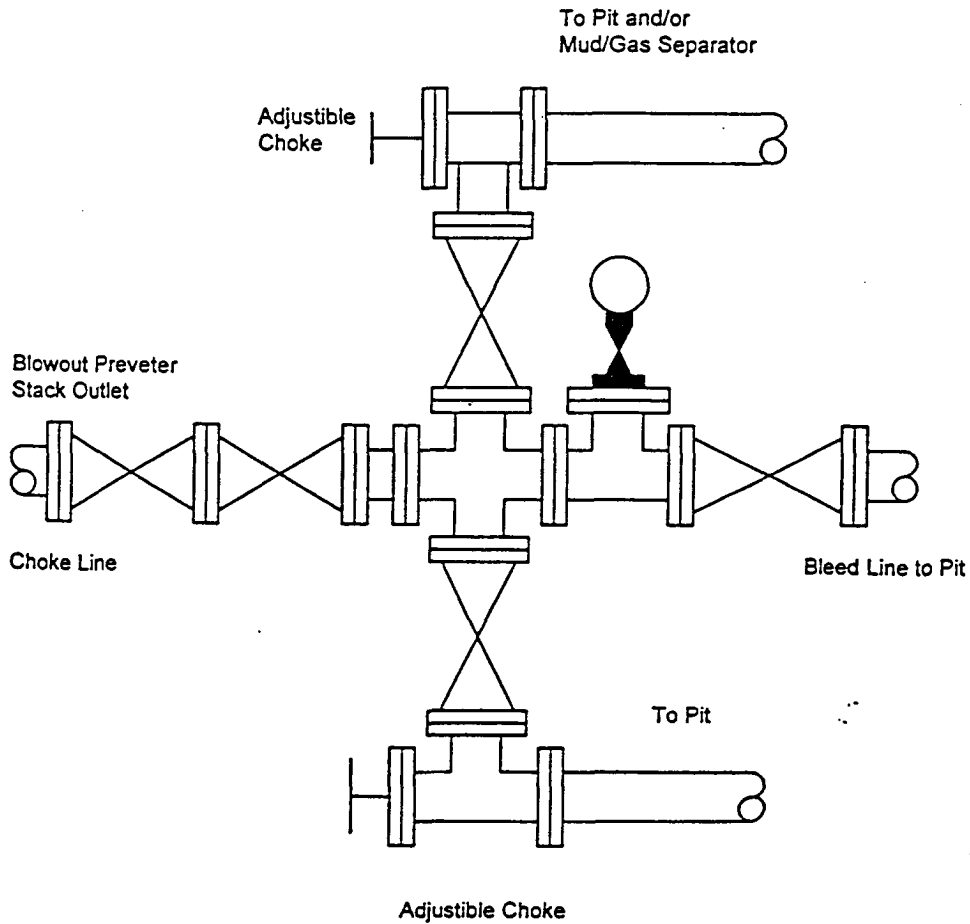 To Pit and/or
Mud/Gas Separator
Adjustible
Choke
Blowout Preveter
Stack Outlet
Choke Line
Bleed Line to Pit
To Pit
Adjustible Choke